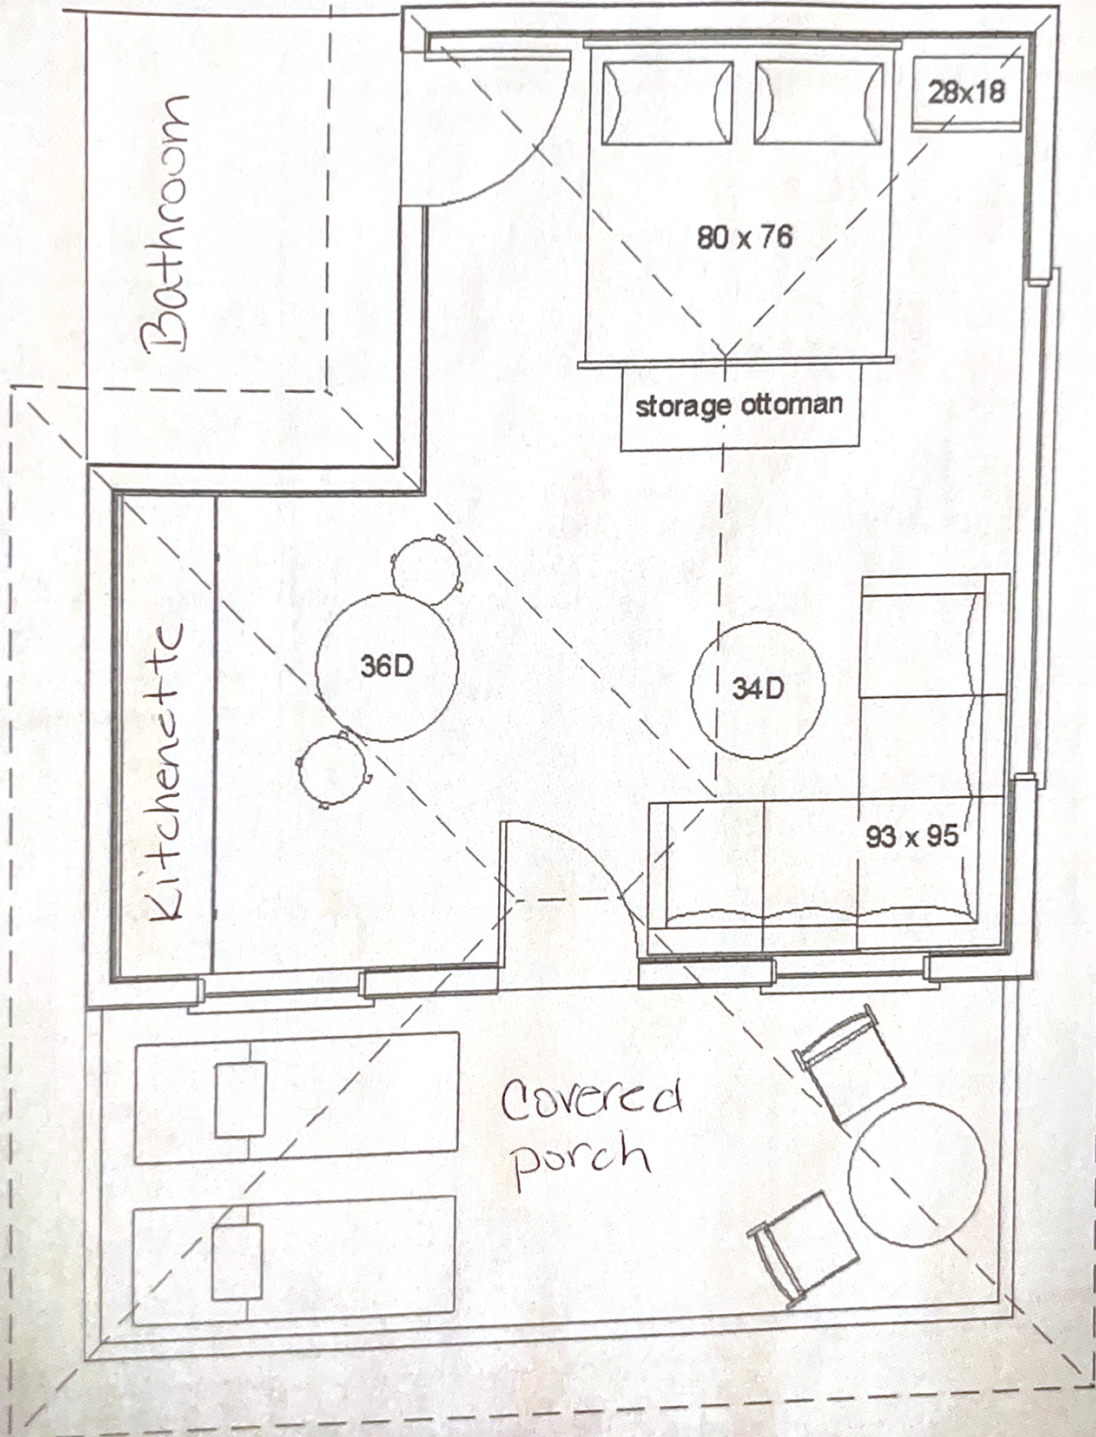 Bathroom
28x18
80 x 76
storage ottoman
Kitchenette
36D
34D
93 x 95
Covered
porch